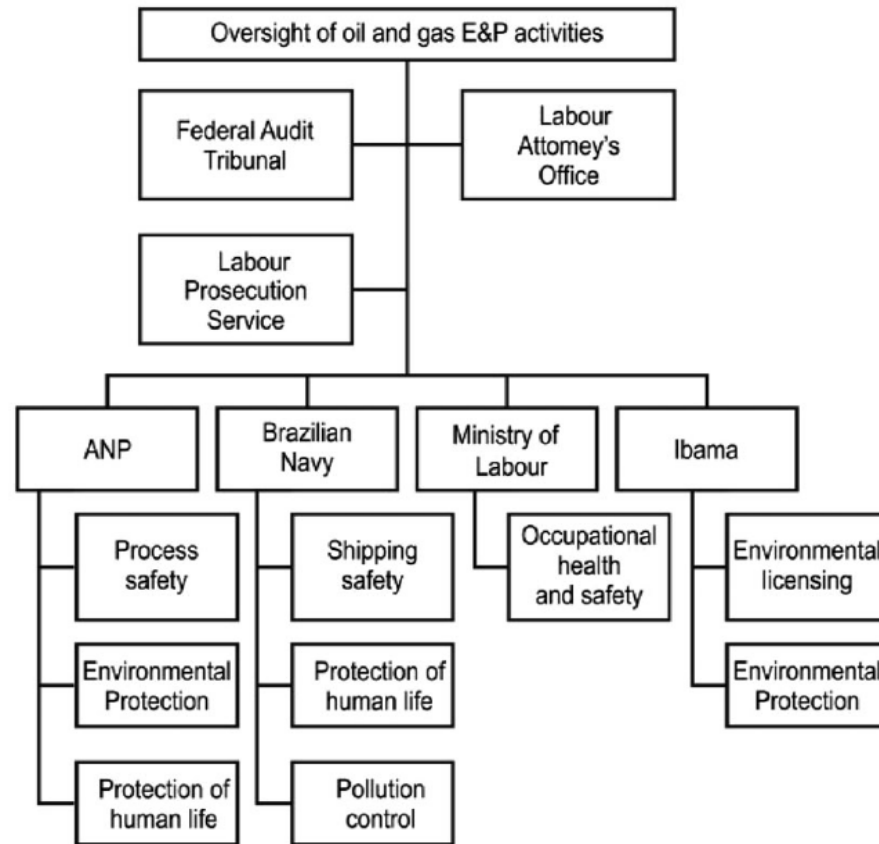 Oversight of oil and gas E&P activities
Federal Audit
Tribunal
Labour
Attomey's
Office
Labour
Prosecution
Service
ANP
Brazilian
Navy
Ministry of
Labour
Ibama
Process
safety
Shipping
safety
Occupational
health
and safety
Environmental
licensing
Environmental
Protection
Protection of
human life
Environmental
Protection
Protection of
human life
Pollution
control